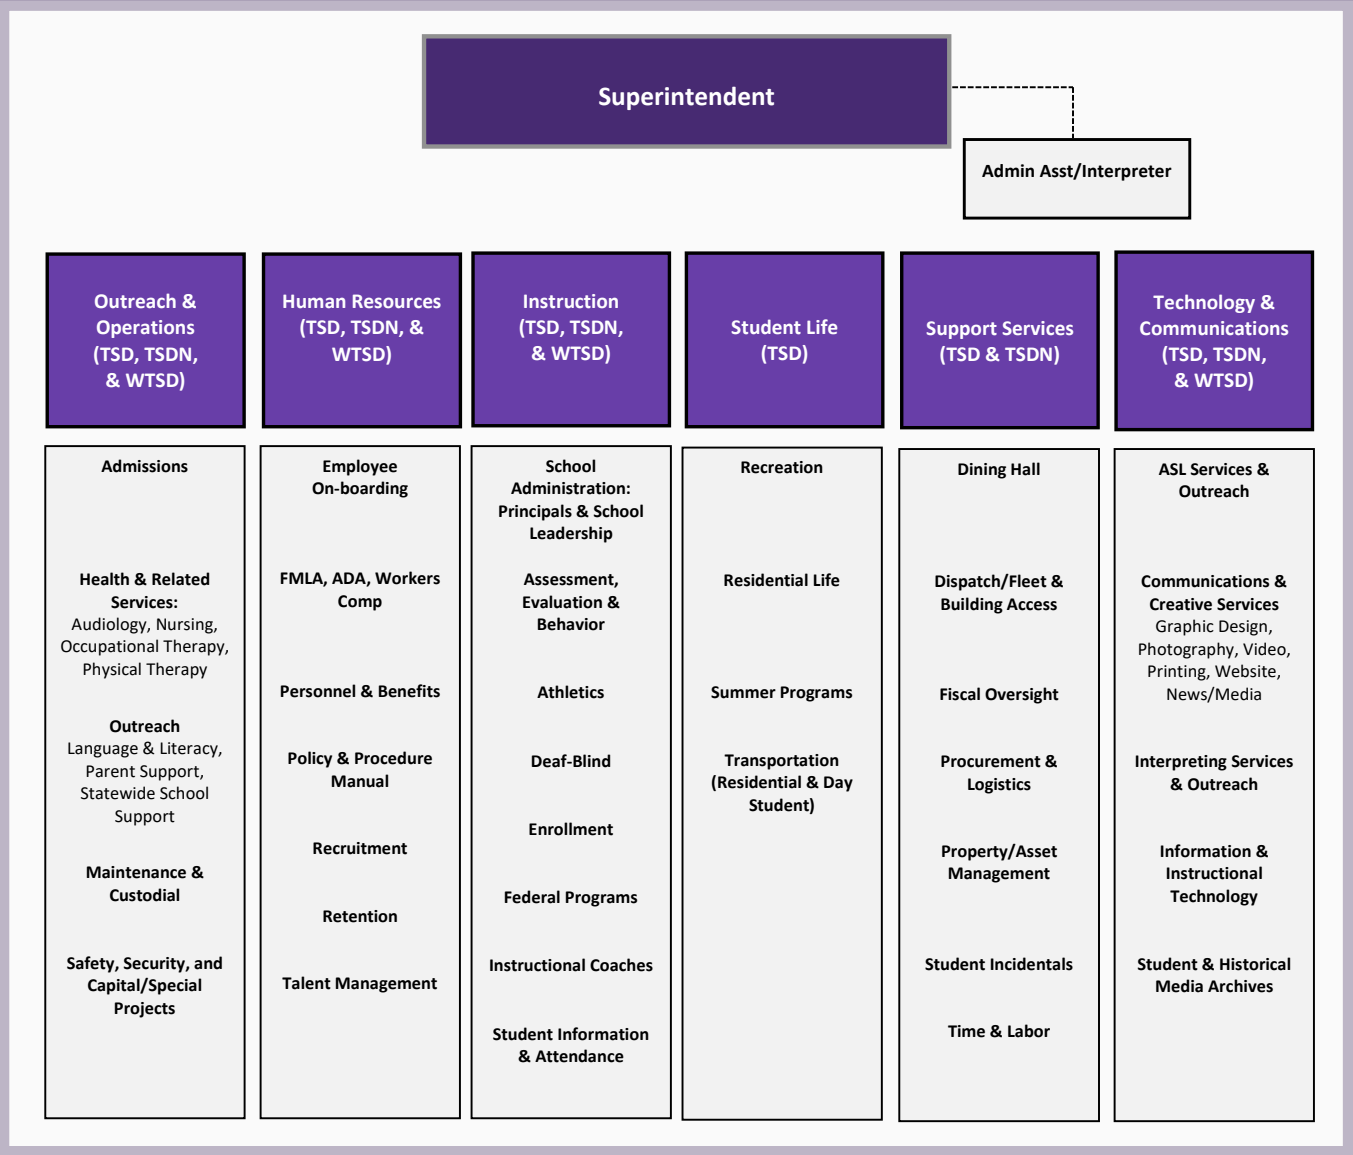 Superintendent
Admin Asst/Interpreter
Outreach &
Operations
(TSD, TSDN,
& WTSD)
Human Resources
(TSD, TSDN, &
WTSD)
Instruction
(TSD, TSDN,
& WTSD)
Student Life
(TSD)
Support Services
(TSD & TSDN)
Technology &
Communications
(TSD, TSDN,
& WTSD)
Admissions
Health & Related
Services:
Audiology, Nursing,
Occupational Therapy,
Physical Therapy
Outreach
Language & Literacy,
Parent Support,
Statewide School
Support
Maintenance &
Custodial
Safety, Security, and
Capital/Special
Projects
Employee
On-boarding
FMLA, ADA, Workers
Comp
Personnel & Benefits
Policy & Procedure
Manual
Recruitment
Retention
Talent Management
School
Administration:
Principals & School
Leadership
Assessment,
Evaluation &
Behavior
Athletics
Deaf-Blind
Enrollment
Federal Programs
Instructional Coaches
Student Information
& Attendance
Recreation
Residential Life
Summer Programs
Transportation
(Residential & Day
Student)
Dining Hall
Dispatch/Fleet &
Building Access
Fiscal Oversight
Procurement &
Logistics
Property/Asset
Management
Student Incidentals
Time & Labor
ASL Services &
Outreach
Communications &
Creative Services
Graphic Design,
Photography, Video,
Printing, Website,
News/Media
Interpreting Services
& Outreach
Information &
Instructional
Technology
Student & Historical
Media Archives